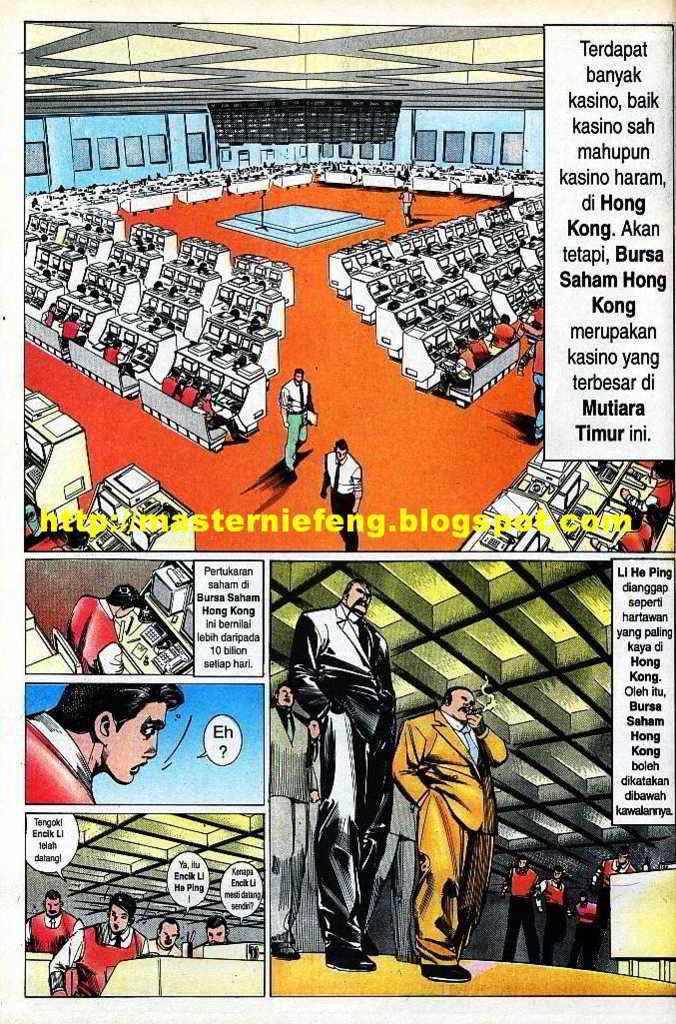 Terdapat
banyak
kasino, baik
kasino sah
mahupun
kasino haram,
di Hong
Kong. Akan
tetapi, Bursa
Saham Hong
Kong
merupakan
kasino yang
terbesar di
Mutiara
Timur ini.
http://masterniefeng.blogspot.com
Pertukaran
saham di
Bursa Saham
Hong Kong
ini bernilai
lebih daripada
10 bilion
setiap hari.
Eh
?
Tengok!
Encik Li
telah
datang!
Ya, itu
Encik Li
He Ping
!
Kenapa
Encik Li
mesti datang
sendiri?
Li He Ping
dianggap
seperti
hartawan
yang paling
kaya di
Hong
Kong.
Oleh itu,
Bursa
Saham
Hong
Kong
boleh
dikatakan
dibawah
kawalannya.